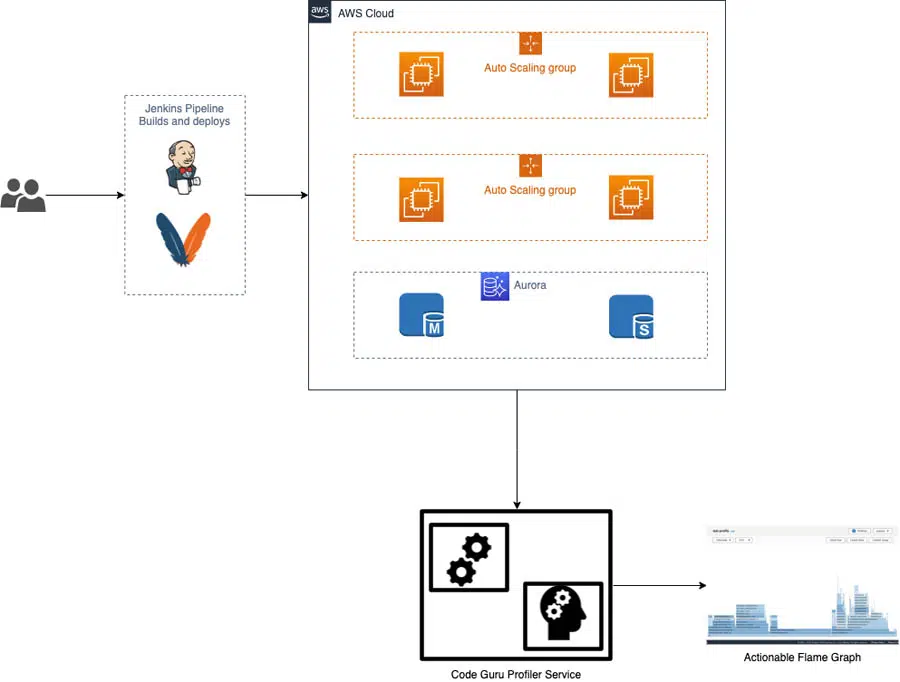 aws
AWS Cloud
Auto Scaling group
Jenkins Pipeline
Builds and deploys
Auto Scaling group
Aurora
M
S
Code Guru Profiler Service
Actionable Flame Graph